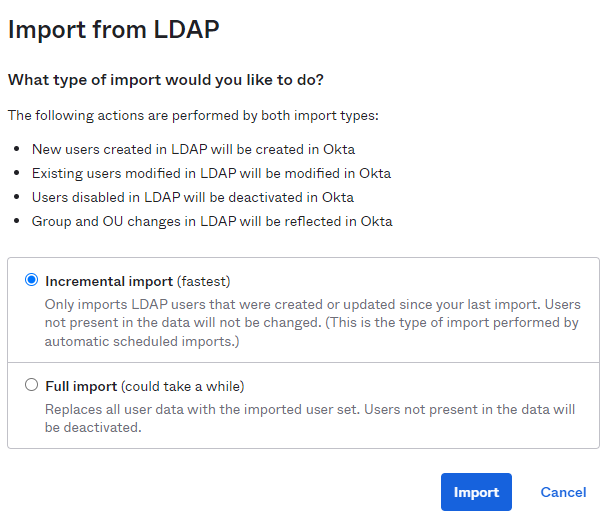 Import from LDAP
What type of import would you like to do?
The following actions are performed by both import types:
• New users created in LDAP will be created in Okta
• Existing users modified in LDAP will be modified in Okta
• Users disabled in LDAP will be deactivated in Okta
• Group and OU changes in LDAP will be reflected in Okta
Incremental import (fastest)
Only imports LDAP users that were created or updated since your last import. Users
not present in the data will not be changed. (This is the type of import performed by
automatic scheduled imports.)
Full import (could take a while)
Replaces all user data with the imported user set. Users not present in the data will
be deactivated.
Import Cancel